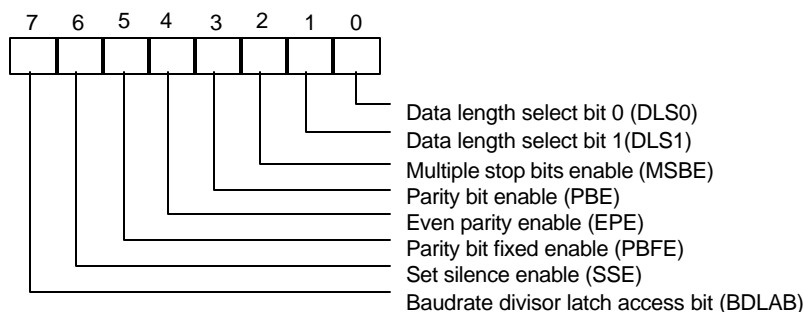 7 6 5 4 3 2 1 0
Data length select bit 0 (DLS0)
Data length select bit 1(DLS1)
Multiple stop bits enable (MSBE)
Parity bit enable (PBE)
Even parity enable (EPE)
Parity bit fixed enable (PBFE)
Set silence enable (SSE)
Baudrate divisor latch access bit (BDLAB)